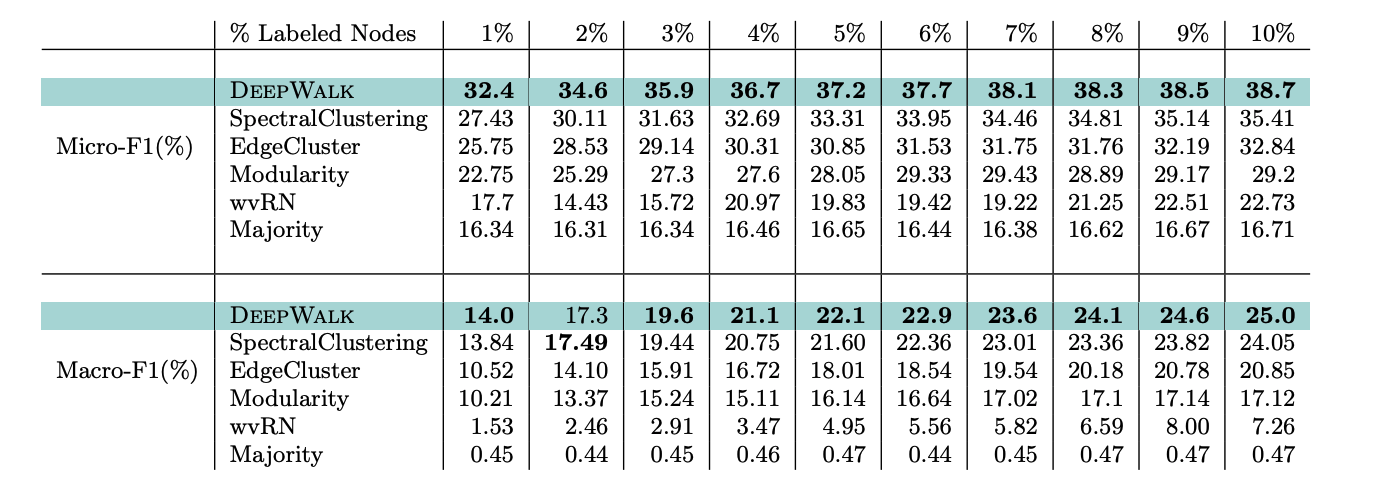 % Labeled Nodes 1% 2% 3% 4% 5% 6% 7% 8% 9% 10%
DEEPWALK 32.4 34.6 35.9 36.7 37.2 37.7 38.1 38.3 38.5 38.7
SpectralClustering 27.43 30.11 31.63 32.69 33.31 33.95 34.46 34.81 35.14 35.41
Micro-F1(%) EdgeCluster 25.75 28.53 29.14 30.31 30.85 31.53 31.75 31.76 32.19 32.84
Modularity 22.75 25.29 27.3 27.6 28.05 29.33 29.43 28.89 29.17 29.2
wvRN 17.7 14.43 15.72 20.97 19.83 19.42 19.22 21.25 22.51 22.73
Majority 16.34 16.31 16.34 16.46 16.65 16.44 16.38 16.62 16.67 16.71
DEEPWALK 14.0 17.3 19.6 21.1 22.1 22.9 23.6 24.1 24.6 25.0
SpectralClustering 13.84 17.49 19.44 20.75 21.60 22.36 23.01 23.36 23.82 24.05
Macro-F1(%) EdgeCluster 10.52 14.10 15.91 16.72 18.01 18.54 19.54 20.18 20.78 20.85
Modularity 10.21 13.37 15.24 15.11 16.14 16.64 17.02 17.1 17.14 17.12
wvRN 1.53 2.46 2.91 3.47 4.95 5.56 5.82 6.59 8.00 7.26
Majority 0.45 0.44 0.45 0.46 0.47 0.44 0.45 0.47 0.47 0.47